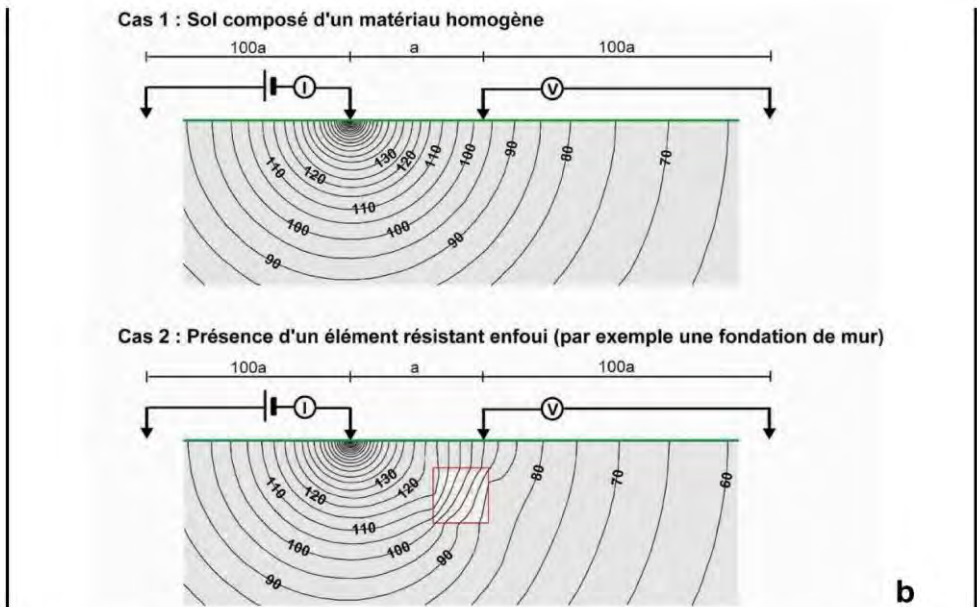 Cas 1 : Sol composé d'un matériau homogène
100a a 100a
I V
130 120 110 100 90 80 70
110 120 110
100 100
90 90
Cas 2 : Présence d'un élément résistant enfoui (par exemple une fondation de mur)
100a a 100a
I V
130 120 80 70 60
110 120
110
100 100 90
90
b